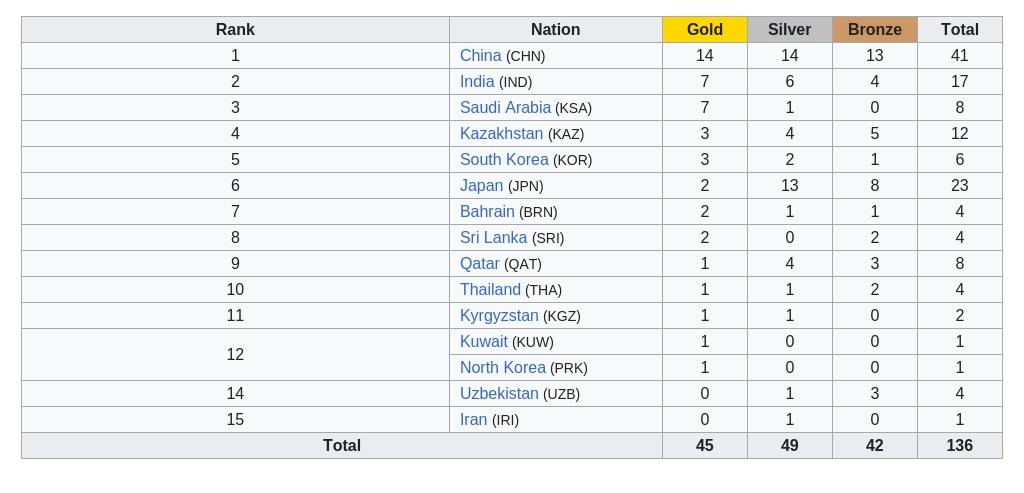 Rank Nation Gold Silver Bronze Total
1 China (CHN) 14 14 13 41
2 India (IND) 7 6 4 17
3 Saudi Arabia (KSA) 7 1 0 8
4 Kazakhstan (KAZ) 3 4 5 12
5 South Korea (KOR) 3 2 1 6
6 Japan (JPN) 2 13 8 23
7 Bahrain (BRN) 2 1 1 4
8 Sri Lanka (SRI) 2 0 2 4
9 Qatar (QAT) 1 4 3 8
10 Thailand (THA) 1 1 2 4
11 Kyrgyzstan (KGZ) 1 1 0 2
12 Kuwait (KUW) 1 0 0 1
North Korea (PRK) 1 0 0 1
14 Uzbekistan (UZB) 0 1 3 4
15 Iran (IRI) 0 1 0 1
Total 45 49 42 136